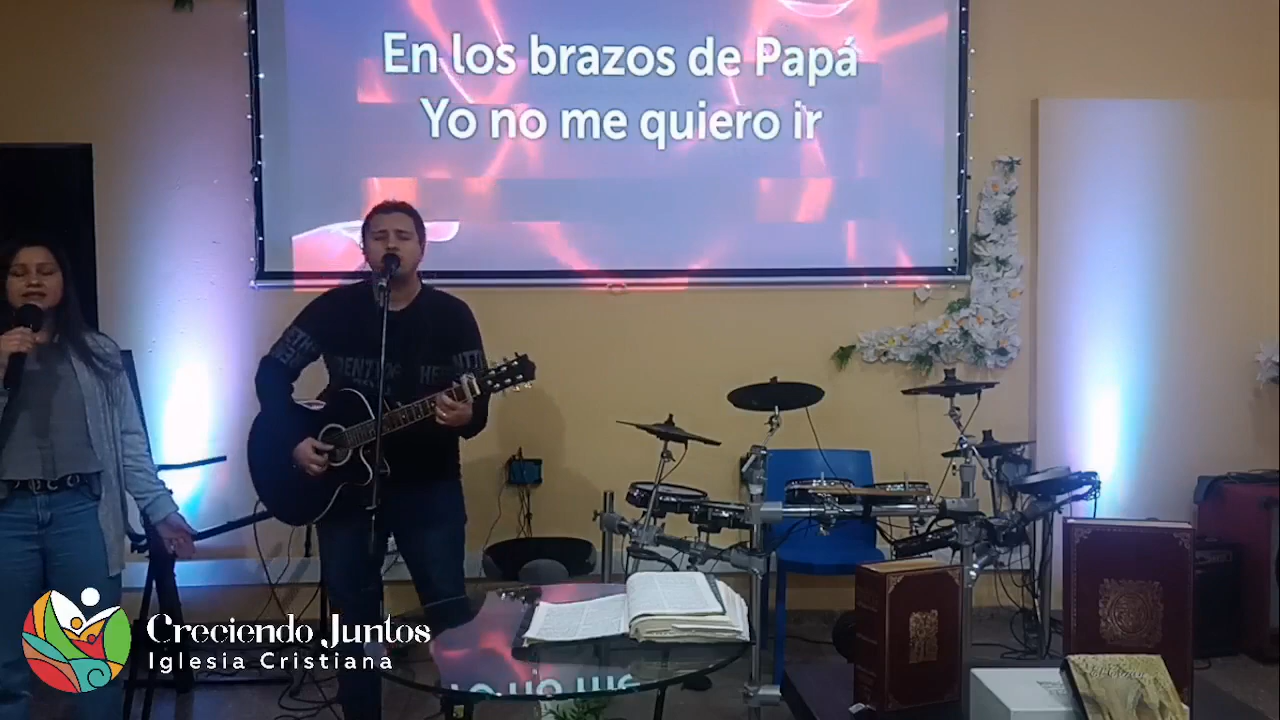 En los brazos de Papá
Yo no me quiero ir
Creciendo Juntos
Iglesia Cristiana